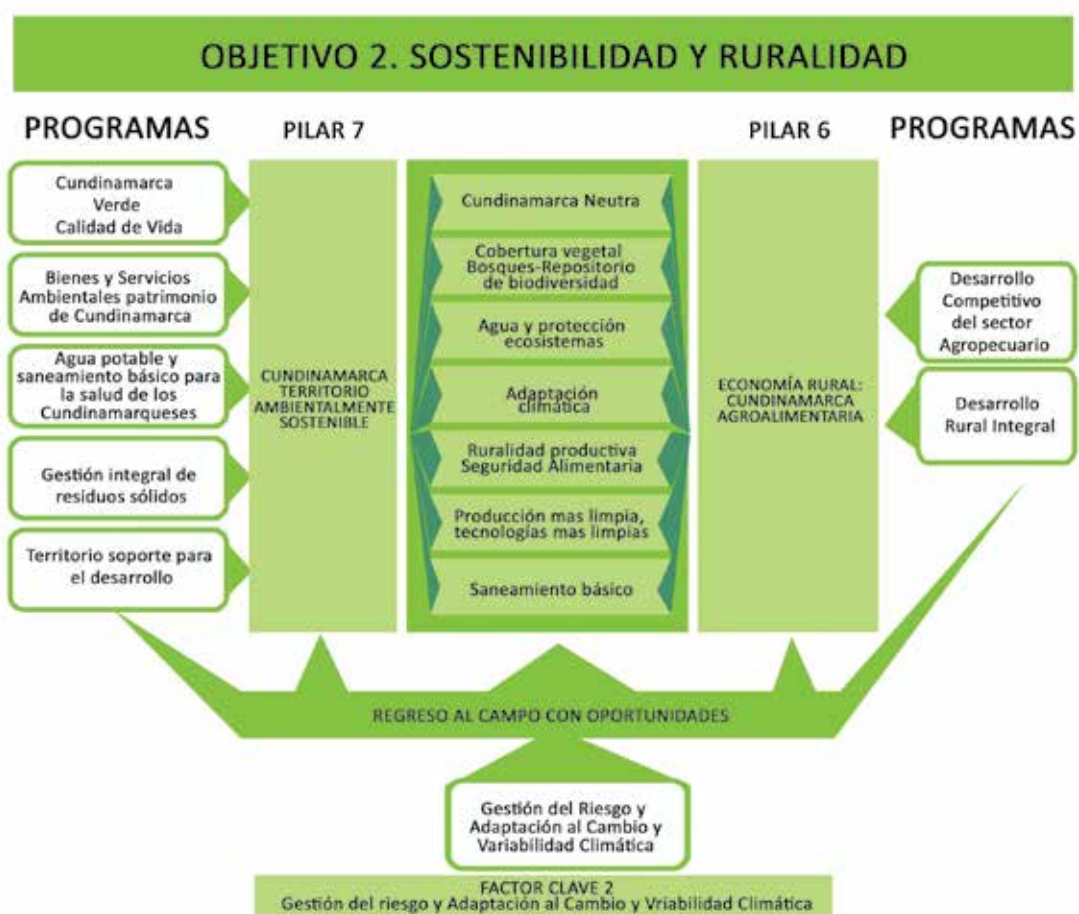 OBJETIVO 2. SOSTENIBILIDAD Y RURALIDAD
PROGRAMAS
PILAR 7
PILAR 6
PROGRAMAS
Cundinamarca
Verde
Calidad de Vida
Bienes y Servicios
Ambientales patrimonio
de Cundinamarca
Agua potable y
saneamiento básico para
la salud de los
Cundinamarqueses
Gestión integral de
residuos sólidos
Territorio soporte para
el desarrollo
CUNDINAMARCA
TERRITORIO
AMBIENTALMENTE
SOSTENIBLE
Cundinamarca Neutra
Cobertura vegetal
Bosques-Repositorio
de biodiversidad
Agua y protección
ecosistemas
Adaptación
climática
Ruralidad productiva
Seguridad Alimentaria
Producción mas limpia,
tecnologías mas limpias
Saneamiento básico
ECONOMÍA RURAL:
CUNDINAMARCA
AGROALIMENTARIA
Desarrollo
Competitivo
del sector
Agropecuario
Desarrollo
Rural Integral
REGRESO AL CAMPO CON OPORTUNIDADES
Gestión del Riesgo y
Adaptación al Cambio y
Variabilidad Climática
FACTOR CLAVE 2
Gestión del riesgo y Adaptación al Cambio y Vriabilidad Climática